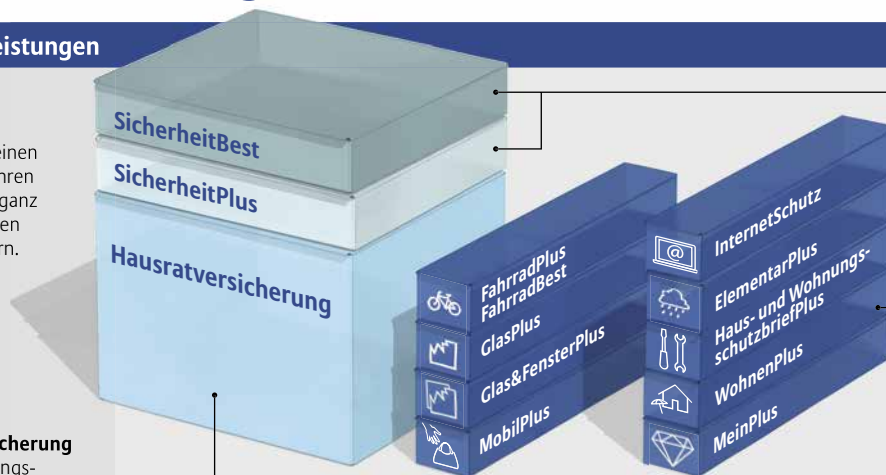 eistungen
einen
hren
ganz
en
rn.
cherung
ngs-
SicherheitBest
SicherheitPlus
Hausratversicherung
FahrradPlus
FahrradBest
GlasPlus
Glas&FensterPlus
MobilPlus
@
InternetSchutz
ElementarPlus
Haus- und Wohnungs-
schutzbriefPlus
WohnenPlus
MeinPlus